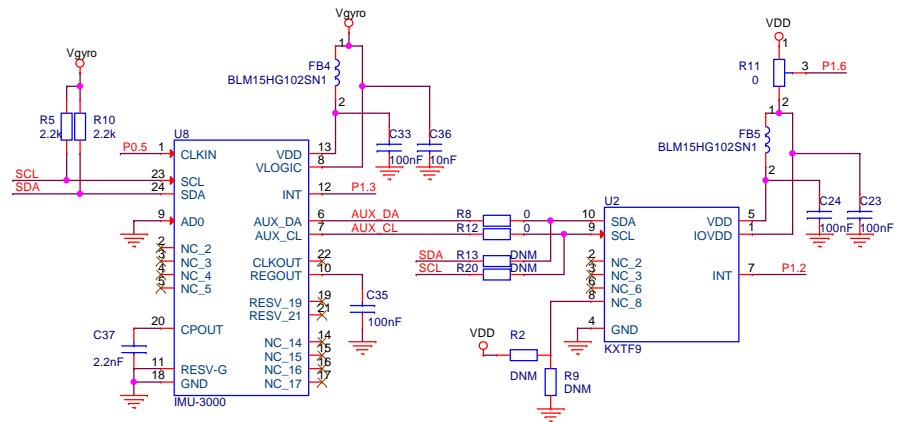 Vgyro
1
FB4
BLM15HG102SN1
2
VDD
1
R11
0
3
P1.6
2
1
FB5
BLM15HG102SN1
2
Vgyro
R5
2.2k
R10
2.2k
U8
C33
100nF
C36
10nF
P0.5
1
CLKIN
VDD
13
VLOGIC
8
SCL
23
SCL
SDA
24
SDA
INT
12
P1.3
9
AD0
AUX_DA
6
AUX_DA
R8
0
AUX_CL
7
AUX_CL
R12
0
U2
10
SDA
9
SCL
VDD
5
IOVDD
1
C24
100nF
C23
100nF
2
NC_2
3
NC_3
4
NC_4
5
NC_5
CLKOUT
22
REGOUT
10
SDA
R13
DNM
SCL
R20
DNM
2
NC_2
3
NC_3
6
NC_6
8
NC_8
INT
7
P1.2
RESV_19
19
RESV_21
21
C35
100nF
20
CPOUT
C37
2.2nF
NC_14
14
NC_15
15
NC_16
16
NC_17
17
11
RESV-G
18
GND
IMU-3000
4
GND
KXTF9
VDD
R2
DNM
R9
DNM